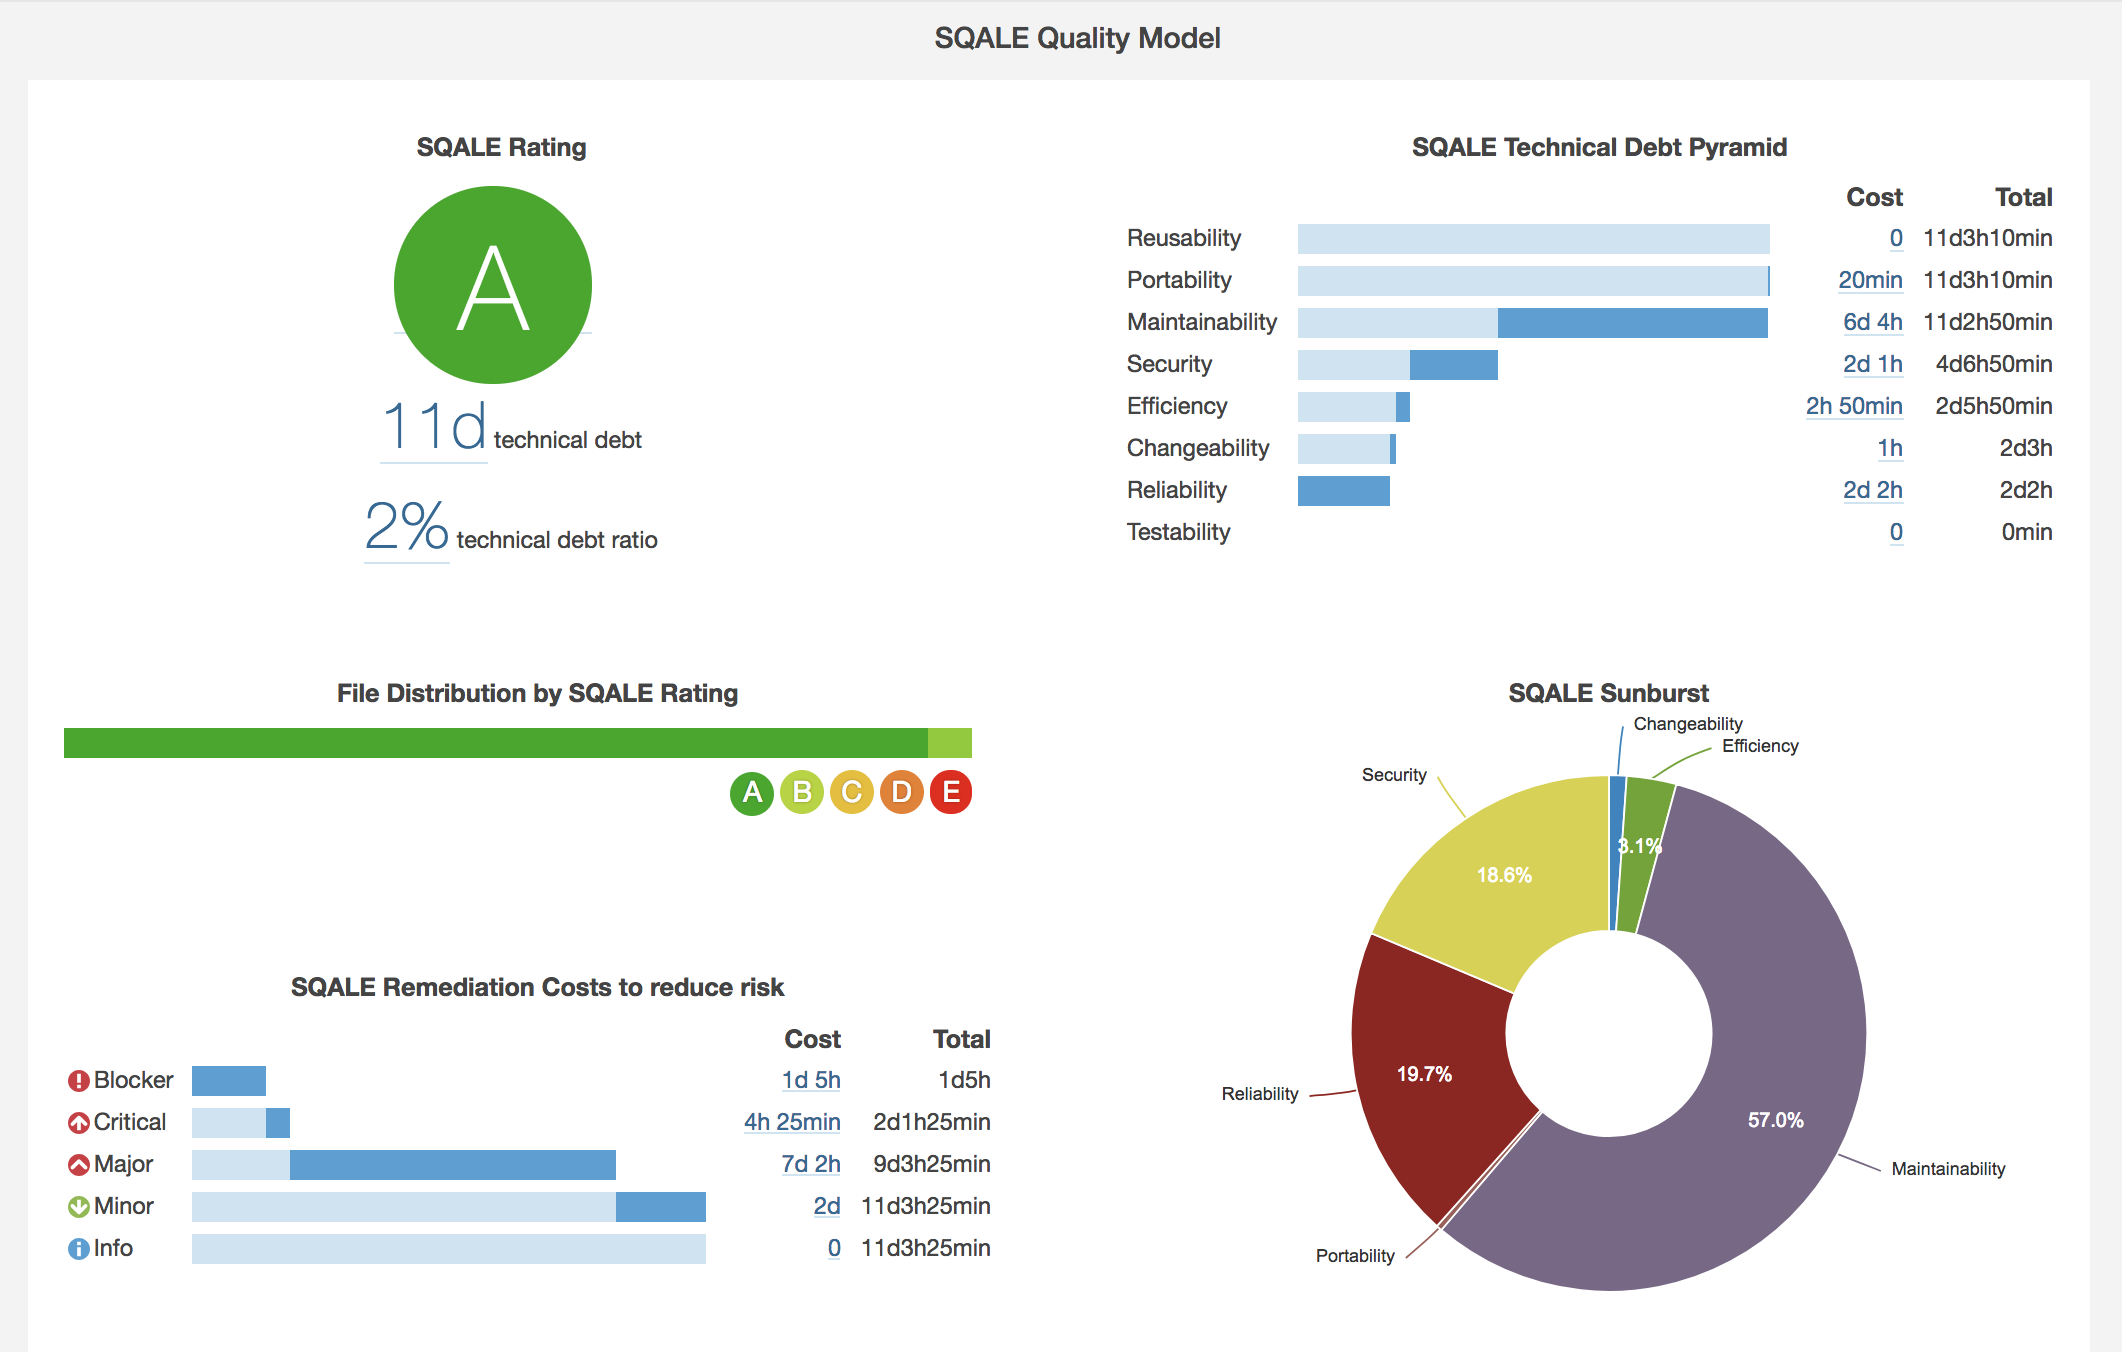 SQALE Quality Model
SQALE Rating
A
11d technical debt
2% technical debt ratio
SQALE Technical Debt Pyramid
Cost Total
Reusability 0 11d3h10min
Portability 20min 11d3h10min
Maintainability 6d 4h 11d2h50min
Security 2d 1h 4d6h50min
Efficiency 2h 50min 2d5h50min
Changeability 1h 2d3h
Reliability 2d 2h 2d2h
Testability 0 0min
File Distribution by SQALE Rating
A B C D E
SQALE Remediation Costs to reduce risk
Cost Total
Blocker 1d 5h 1d5h
Critical 4h 25min 2d1h25min
Major 7d 2h 9d3h25min
Minor 2d 11d3h25min
Info 0 11d3h25min
SQALE Sunburst
Changeability
Efficiency
Security
3.1%
18.6%
19.7%
Reliability
57.0%
Maintainability
Portability